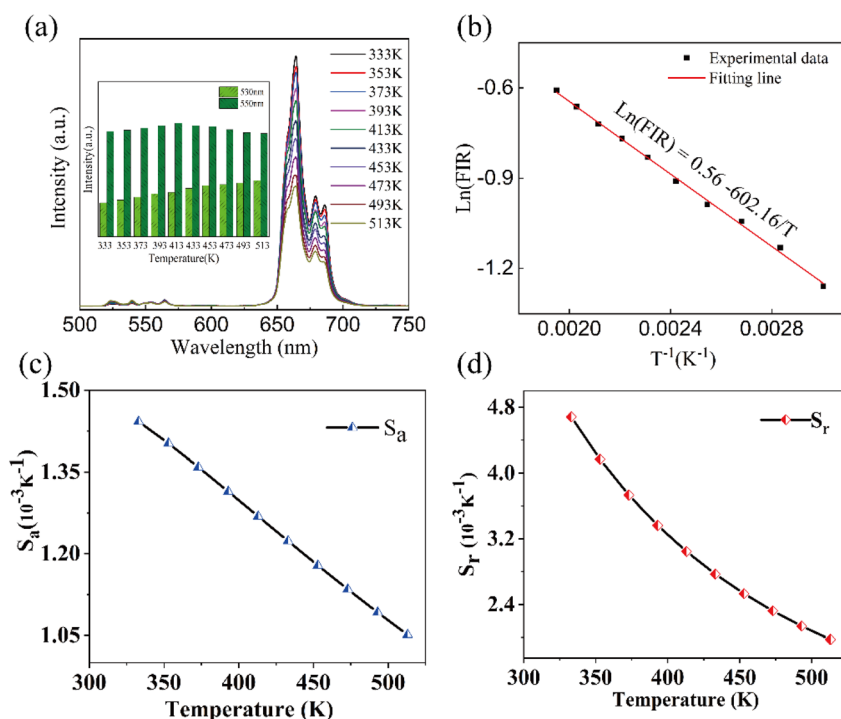 (a)
Intensity (a.u.)
Wavelength (nm)
500 550 600 650 700 750
333K
353K
373K
393K
413K
433K
453K
473K
493K
513K
530nm
550nm
Intensity(a.u.)
333 353 373 393 413 433 453 473 493 513
Temperature(K)
(b)
Ln(FIR)
-0.6
-0.9
-1.2
Experimental data
Fitting line
Ln(FIR) = 0.56 -602.16/T
0.0020 0.0024 0.0028
T⁻¹(K⁻¹)
(c)
Sₐ(10⁻³K⁻¹)
1.50
1.35
1.20
1.05
Sₐ
300 350 400 450 500
Temperature (K)
(d)
Sᵣ (10⁻³K⁻¹)
4.8
4.0
3.2
2.4
Sᵣ
300 350 400 450 500
Temperature (K)